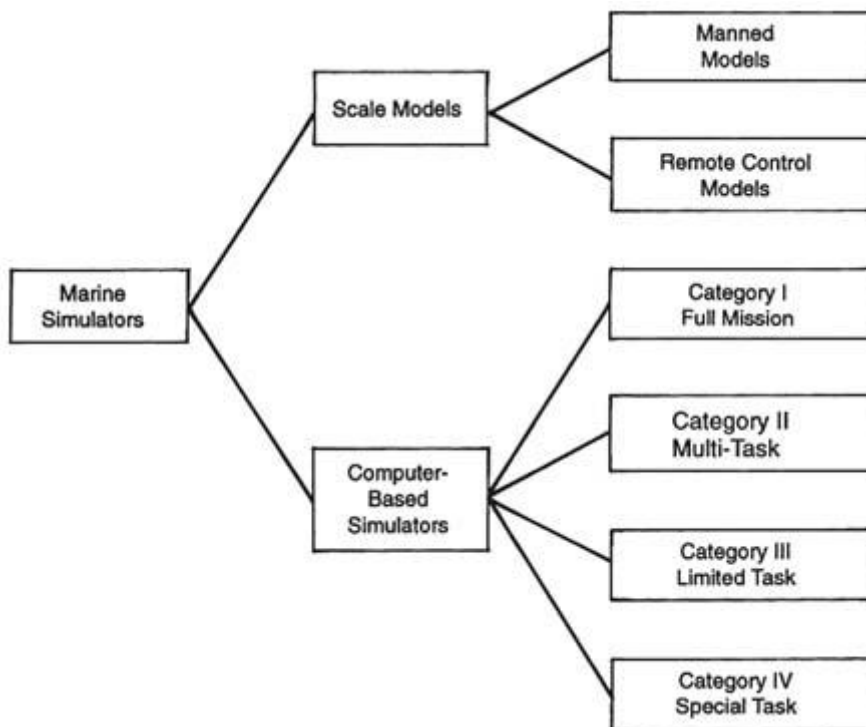 Manned
Models
Scale Models
Remote Control
Models
Marine
Simulators
Category I
Full Mission
Category II
Multi-Task
Computer-
Based
Simulators
Category III
Limited Task
Category IV
Special Task